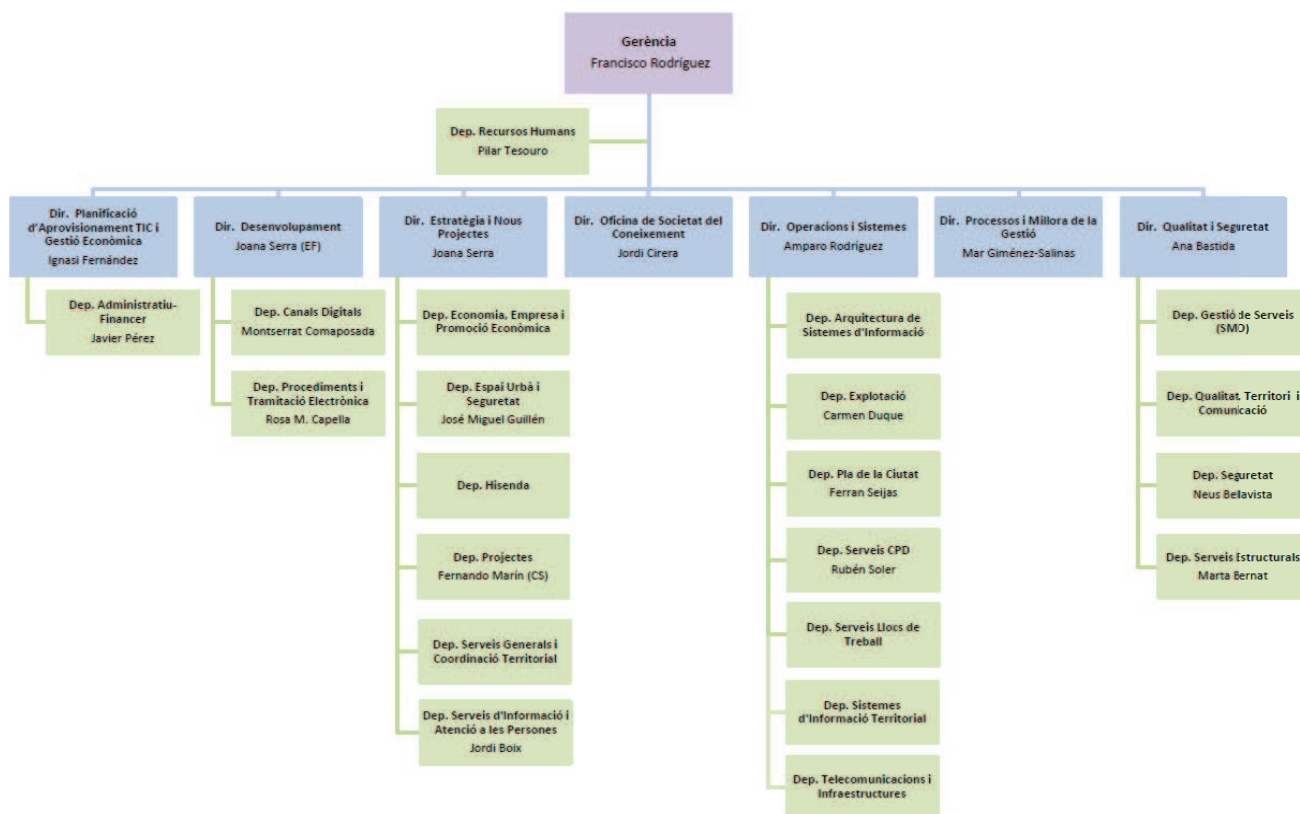 Gerència
Francisco Rodríguez
Dep. Recursos Humans
Pilar Tesouro
Dir. Planificació
d'Aprovisionament TIC i
Gestió Econòmica
Ignasi Fernández
Dir. Desenvolupament
Joana Serra (EF)
Dir. Estratègia i Nous
Projectes
Joana Serra
Dir. Oficina de Societat del
Coneixement
Jordi Cirera
Dir. Operacions i Sistemes
Amparo Rodríguez
Dir. Processos i Millora de la
Gestió
Mar Giménez-Salinas
Dir. Qualitat i Seguretat
Ana Bastida
Dep. Administratiu-
Financer
Javier Pérez
Dep. Canals Digitals
Montserrat Comaposada
Dep. Procediments i
Tramitació Electrònica
Rosa M. Capella
Dep. Economia, Empresa i
Promoció Econòmica
Dep. Espai Urbà i
Seguretat
José Miguel Guillén
Dep. Hisenda
Dep. Projectes
Fernando Marín (CS)
Dep. Serveis Generals i
Coordinació Territorial
Dep. Serveis d'Informació i
Atenció a les Persones
Jordi Boix
Dep. Arquitectura de
Sistemes d'Informació
Dep. Explotació
Carmen Duque
Dep. Pla de la Ciutat
Ferran Seijas
Dep. Serveis CPD
Rubén Soler
Dep. Serveis Llocs de
Treball
Dep. Sistemes
d'Informació Territorial
Dep. Telecomunicacions i
Infraestructures
Dep. Gestió de Serveis
(SMO)
Dep. Qualitat, Territori i
Comunicació
Dep. Seguretat
Neus Bellavista
Dep. Serveis Estructurals
Marta Bernat